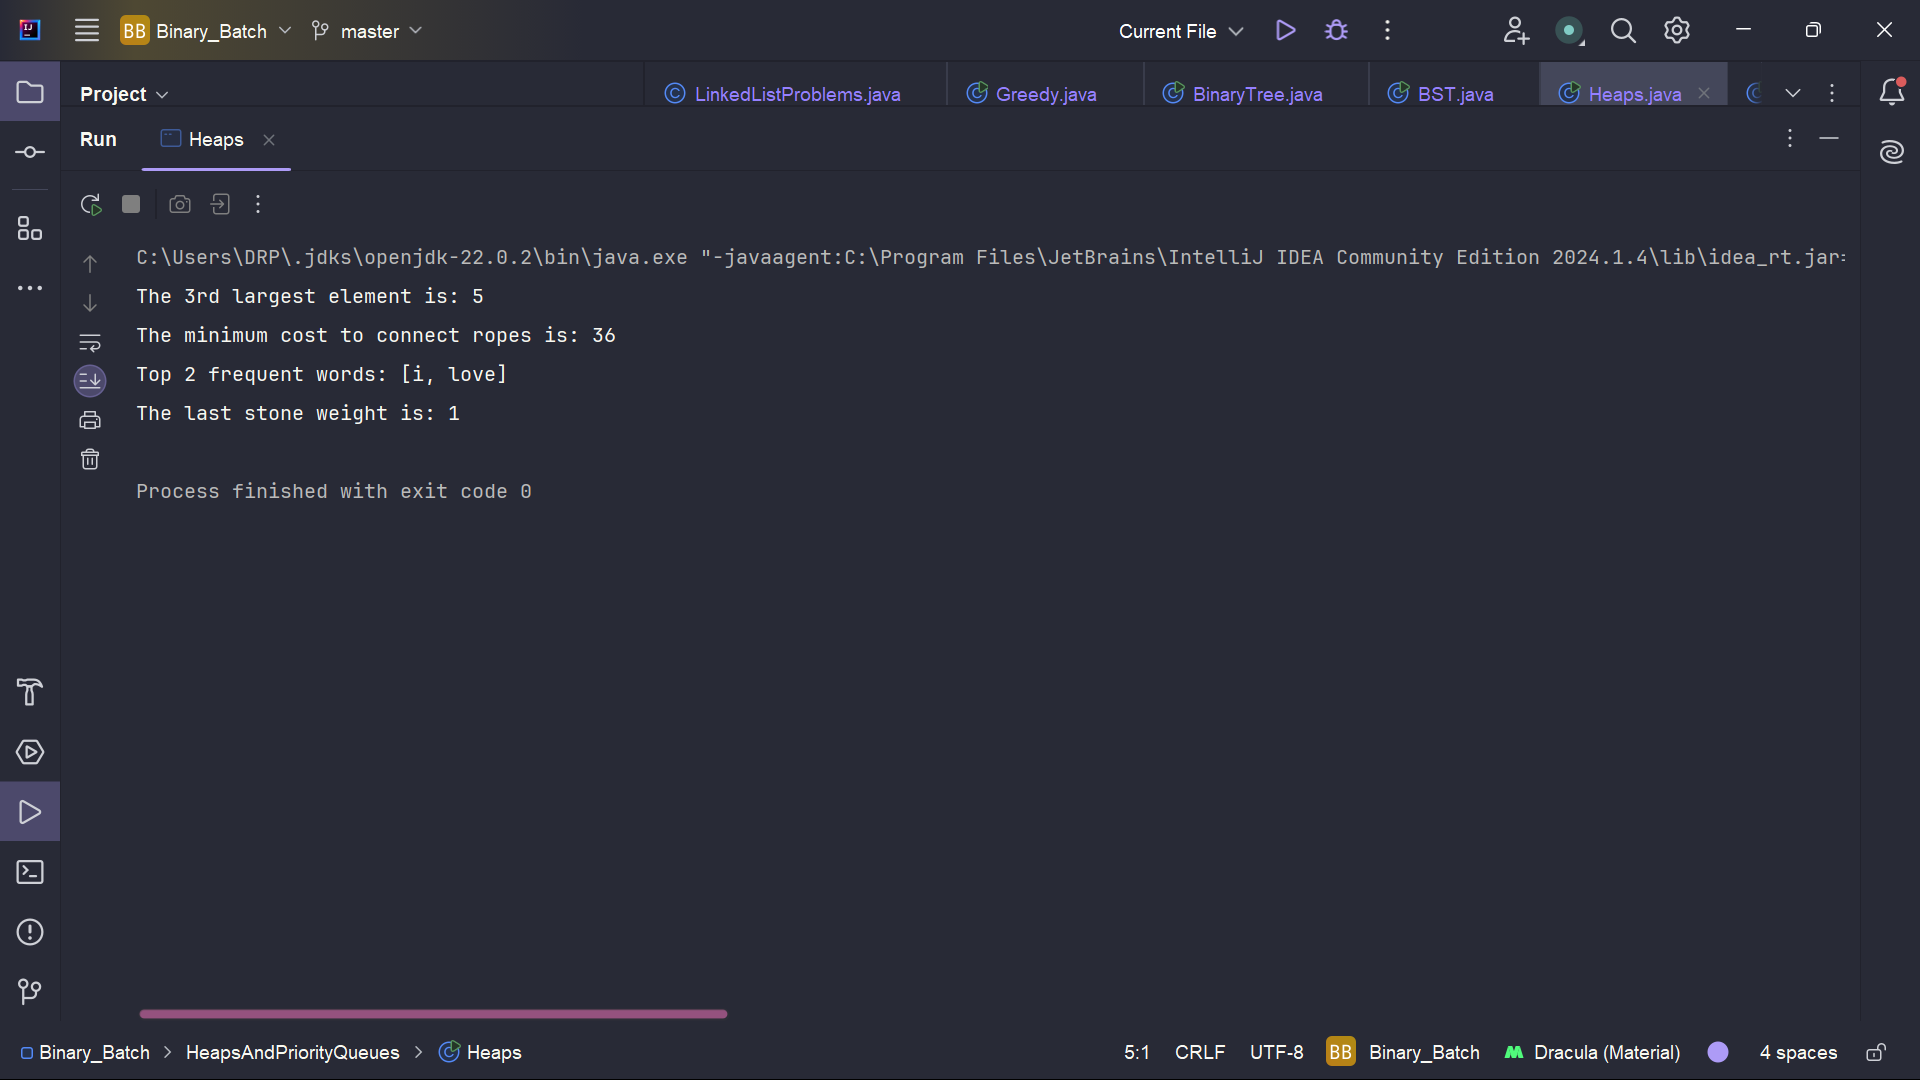 BB Binary_Batch master Current File
Project LinkedListProblems.java Greedy.java BinaryTree.java BST.java Heaps.java
Run Heaps
C:\Users\DRP\.jdks\openjdk-22.0.2\bin\java.exe "-javaagent:C:\Program Files\JetBrains\IntelliJ IDEA Community Edition 2024.1.4\lib\idea_rt.jar=
The 3rd largest element is: 5
The minimum cost to connect ropes is: 36
Top 2 frequent words: [i, love]
The last stone weight is: 1
Process finished with exit code 0
Binary_Batch > HeapsAndPriorityQueues > Heaps 5:1 CRLF UTF-8 BB Binary_Batch Dracula (Material) 4 spaces